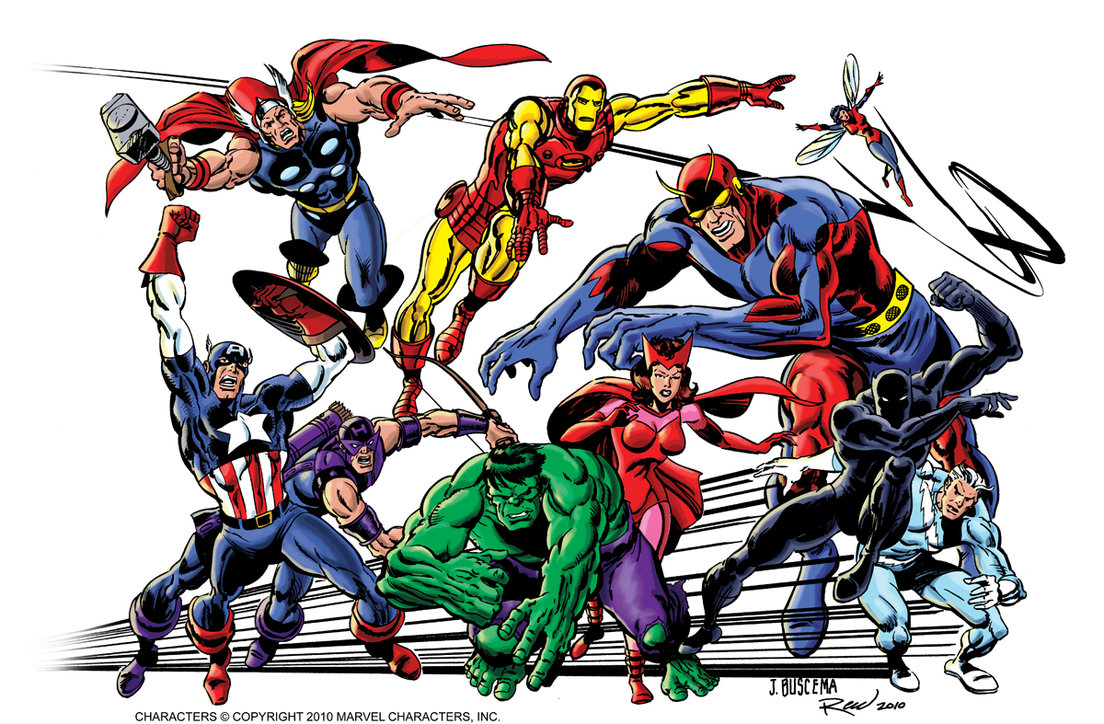 A
J. BUSCEMA
2010
CHARACTERS © COPYRIGHT 2010 MARVEL CHARACTERS, INC.